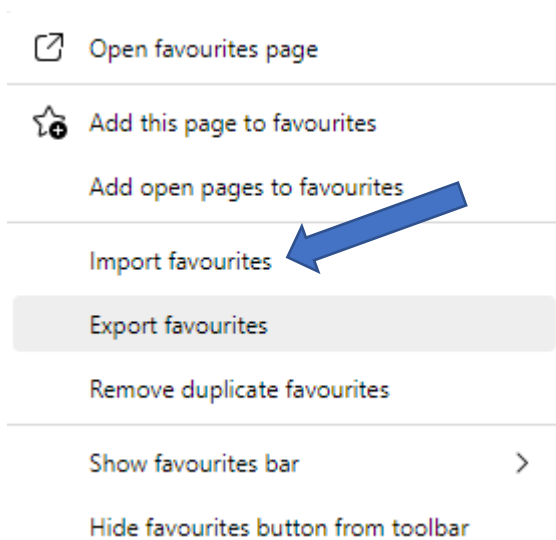 Open favourites page
Add this page to favourites
Add open pages to favourites
Import favourites
Export favourites
Remove duplicate favourites
Show favourites bar
Hide favourites button from toolbar